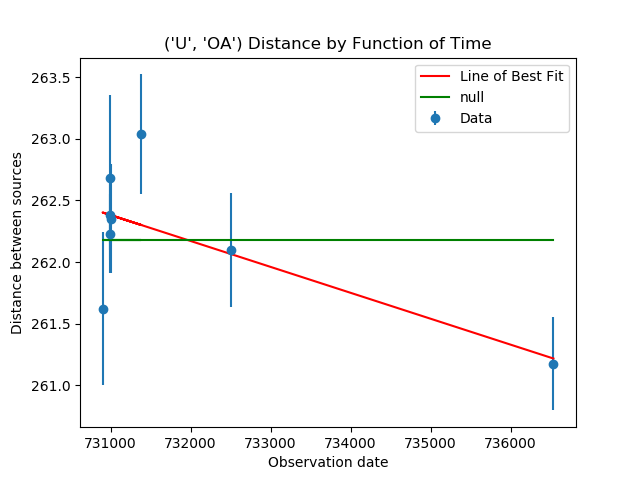 ('U', 'OA') Distance by Function of Time
Line of Best Fit
null
Data
Distance between sources
263.5
263.0
262.5
262.0
261.5
261.0
731000 732000 733000 734000 735000 736000
Observation date